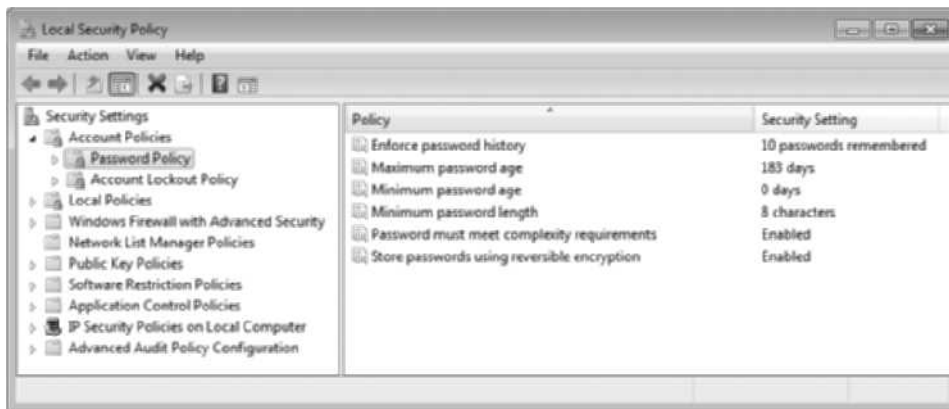 Local Security Policy
File Action View Help
Security Settings
Account Policies
Password Policy
Account Lockout Policy
Local Policies
Windows Firewall with Advanced Security
Network List Manager Policies
Public Key Policies
Software Restriction Policies
Application Control Policies
IP Security Policies on Local Computer
Advanced Audit Policy Configuration
Policy Security Setting
Enforce password history 10 passwords remembered
Maximum password age 183 days
Minimum password age 0 days
Minimum password length 8 characters
Password must meet complexity requirements Enabled
Store passwords using reversible encryption Enabled